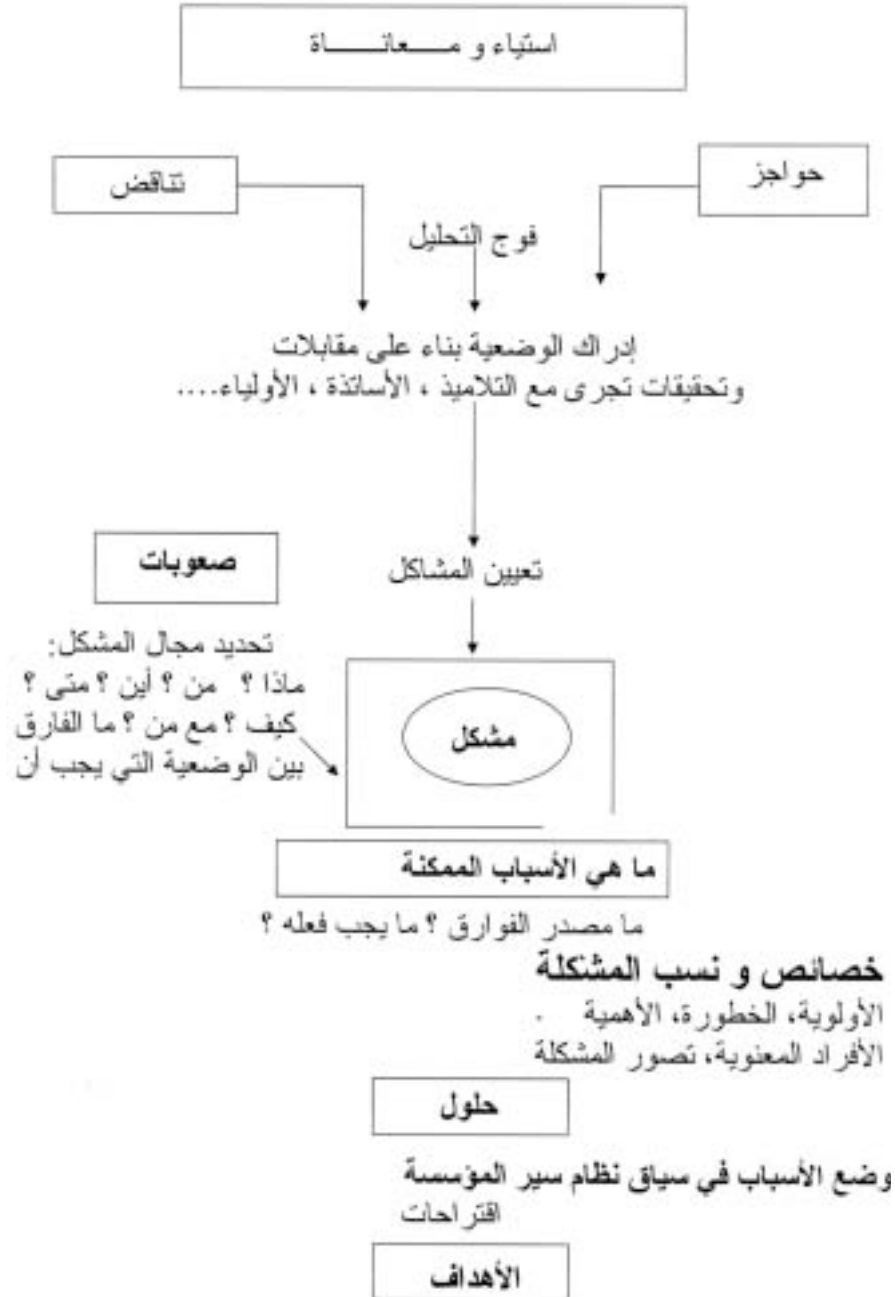 استياء و مـــعانـــــاة
حواجز
تناقض
فوج التحليل
إدراك الوضعية بناء على مقابلات
وتحقيقات تجرى مع التلاميذ ، الأساتذة ، الأولياء....
صعوبات
تعيين المشاكل
تحديد مجال المشكل:
ماذا ؟ من ؟ أين ؟ متى ؟
كيف ؟ مع من ؟ ما الفارق
بين الوضعية التي يجب أن
مشكل
ما هي الأسباب الممكنة
ما مصدر الفوارق ؟ ما يجب فعله ؟
خصائص و نسب المشكلة
الأولوية، الخطورة، الأهمية .
الأفراد المعنوية، تصور المشكلة
حلول
وضع الأسباب في سياق نظام سير المؤسسة
اقتراحات
الأهداف